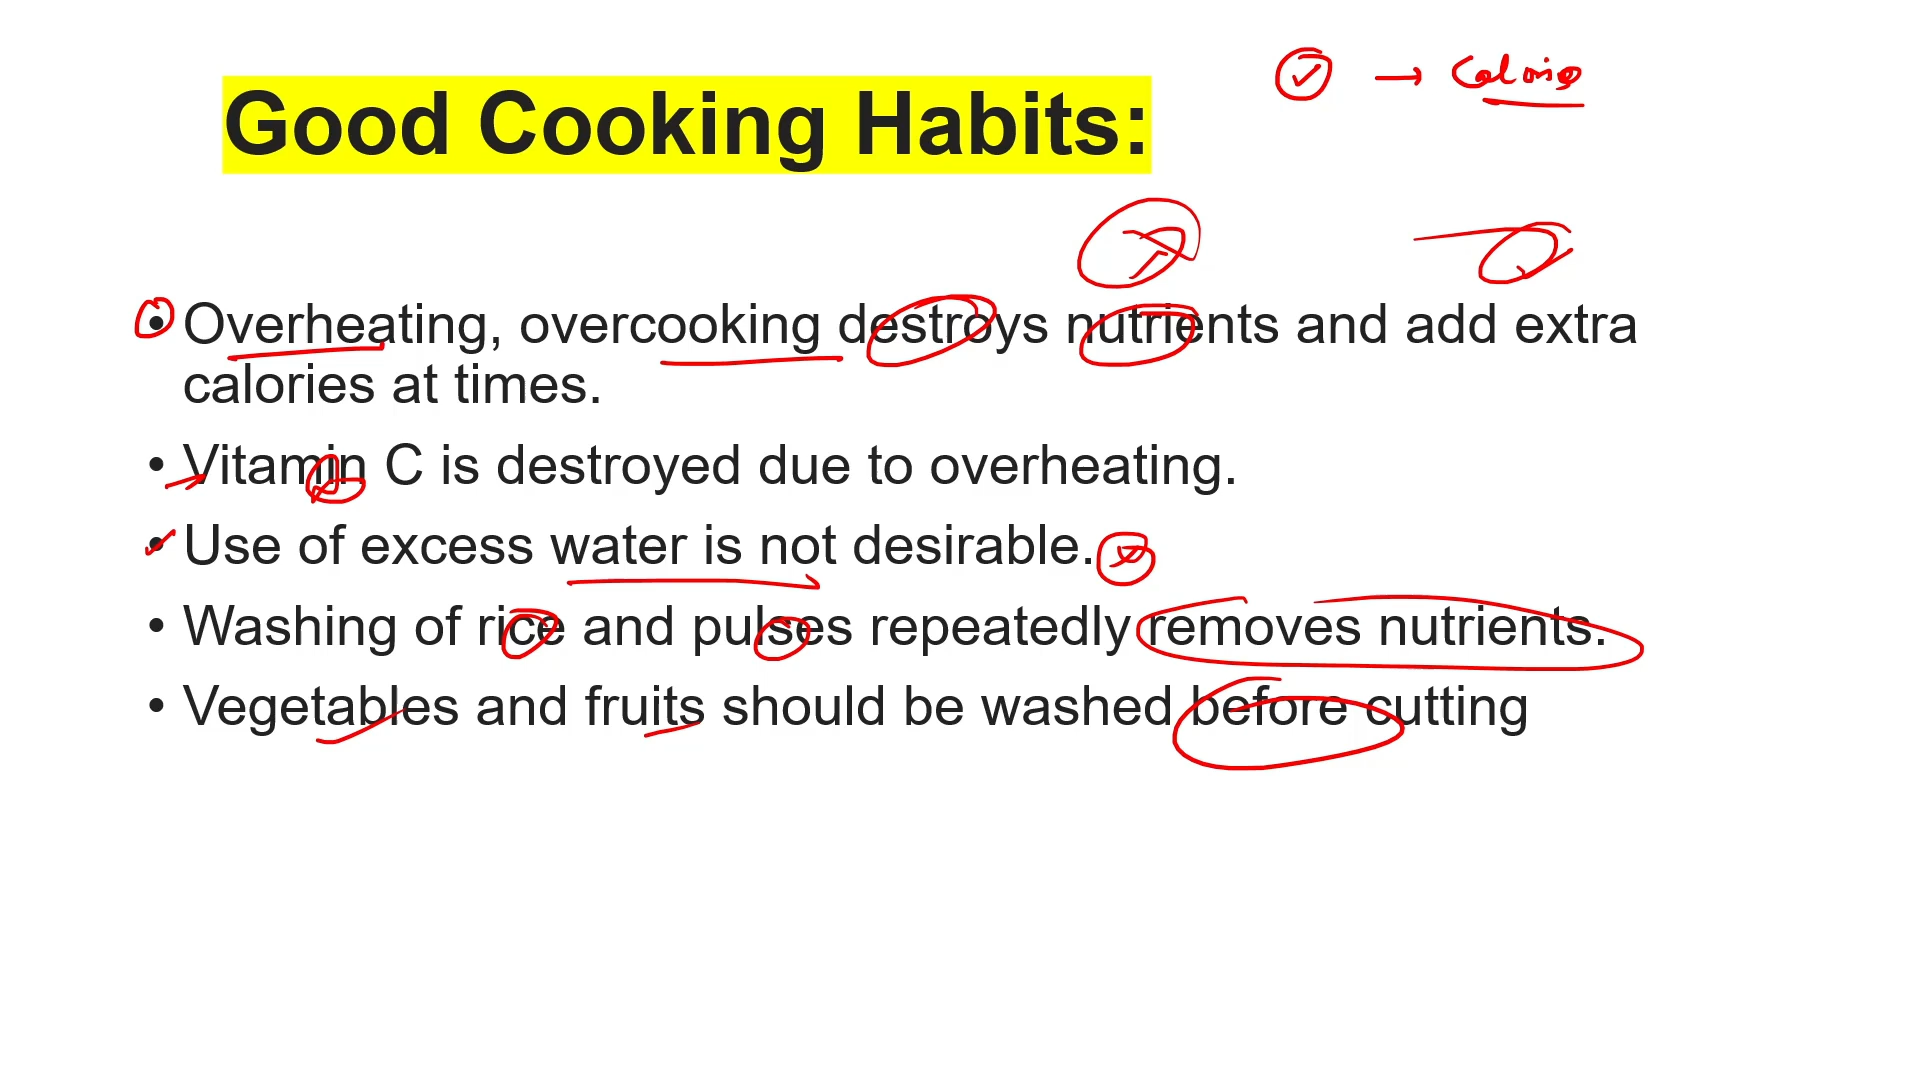 → Calorie
Good Cooking Habits:
• Overheating, overcooking destroys nutrients and add extra
calories at times.
• Vitamin C is destroyed due to overheating.
• Use of excess water is not desirable.
• Washing of rice and pulses repeatedly removes nutrients.
• Vegetables and fruits should be washed before cutting